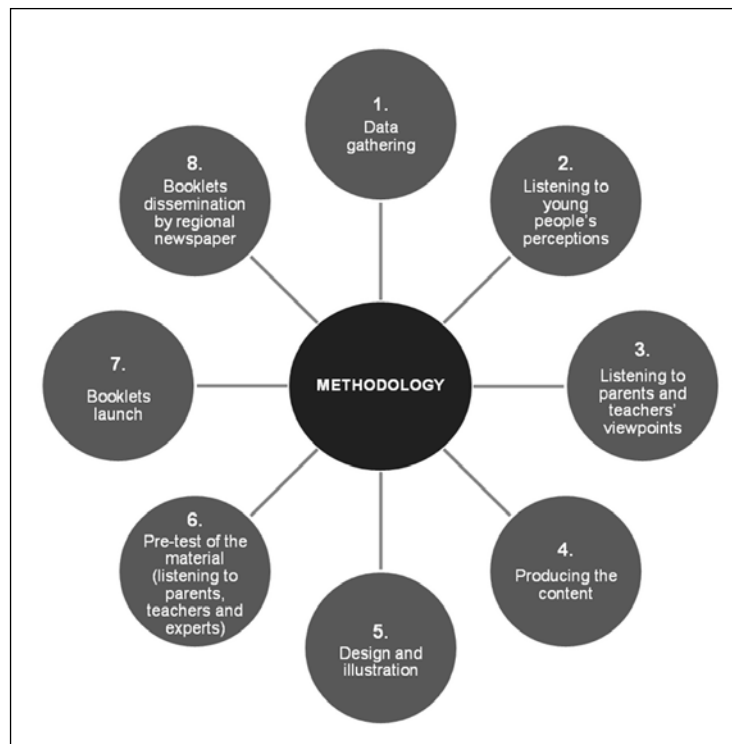 1.
Data
gathering
2.
Listening to
young
people's
perceptions
3.
Listening to
parents and
teachers'
viewpoints
4.
Producing the
content
5.
Design and
illustration
6.
Pre-test of the
material
(listening to
parents,
teachers and
experts)
7.
Booklets
launch
8.
Booklets
dissemination
by regional
newspaper
METHODOLOGY